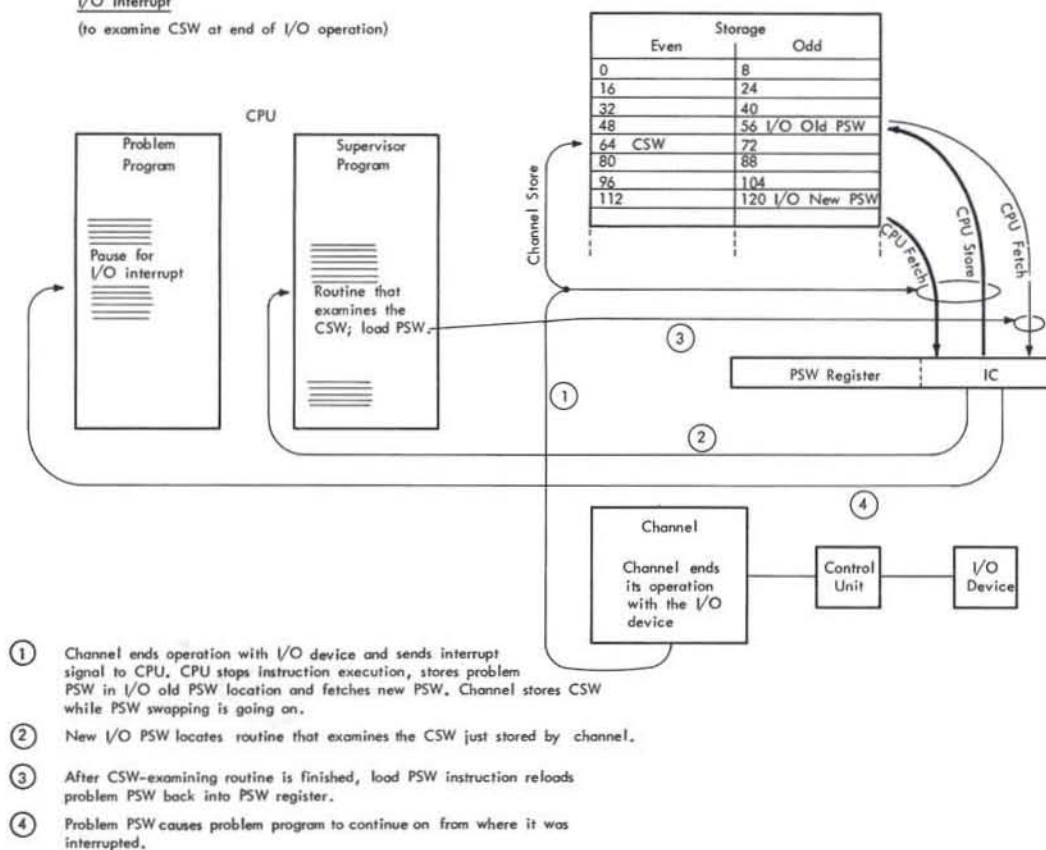 I/O Interrupt
(to examine CSW at end of I/O operation)
Storage
Even Odd
0 8
16 24
32 40
48 56 I/O Old PSW
64 CSW 72
80 88
96 104
112 120 I/O New PSW
CPU
Problem
Program
Pause for
I/O interrupt
Supervisor
Program
Routine that
examines the
CSW; load PSW.
Channel Store
CPU Fetch
CPU Store
CPU Fetch
3
PSW Register IC
1
2
4
Channel
Channel ends
its operation
with the I/O
device
Control
Unit
I/O
Device
1 Channel ends operation with I/O device and sends interrupt
signal to CPU. CPU stops instruction execution, stores problem
PSW in I/O old PSW location and fetches new PSW. Channel stores CSW
while PSW swapping is going on.
2 New I/O PSW locates routine that examines the CSW just stored by channel.
3 After CSW-examining routine is finished, load PSW instruction reloads
problem PSW back into PSW register.
4 Problem PSW causes problem program to continue on from where it was
interrupted.